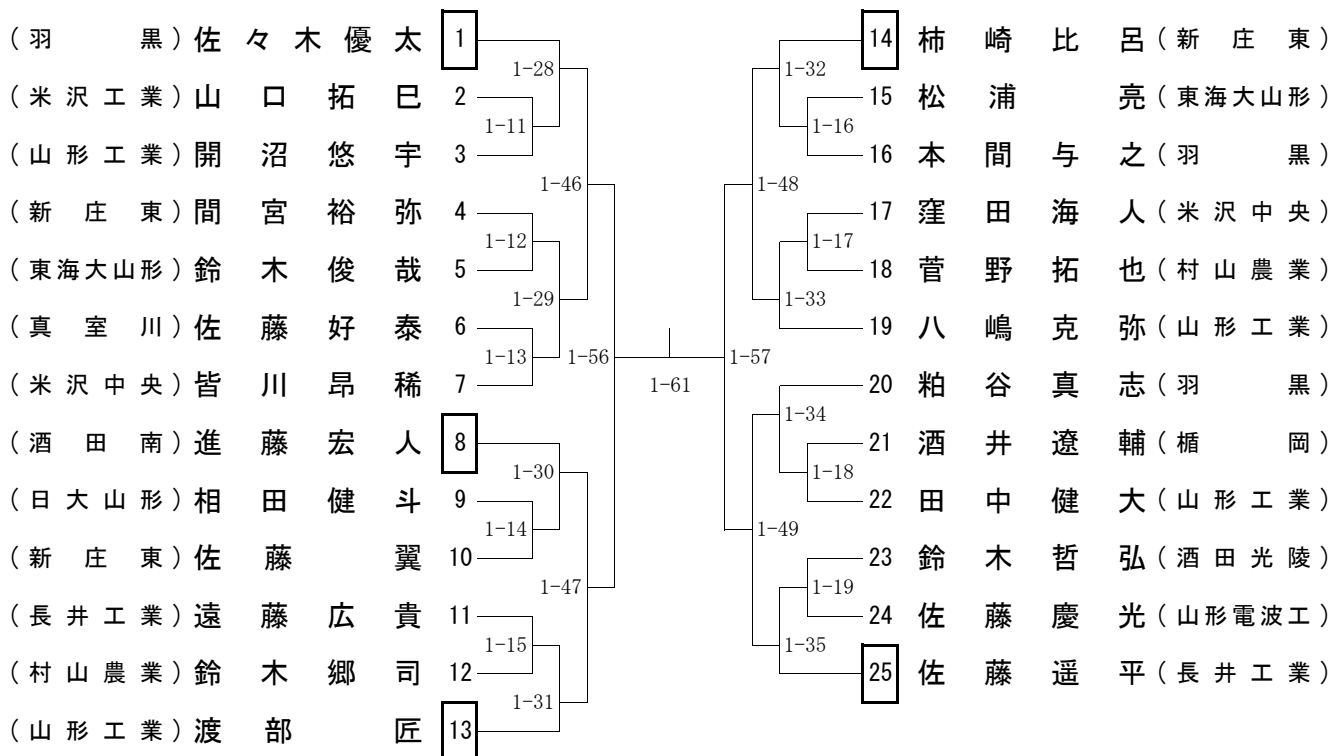 (羽黒)佐々木優太 1
1-28
(米沢工業)山口拓巳 2
1-11
(山形工業)開沼悠宇 3
1-46
(新庄東)間宮裕弥 4
1-12
(東海大山形)鈴木俊哉 5
1-29
(真室川)佐藤好泰 6
1-13
1-56
(米沢中央)皆川昂稀 7
(酒田南)進藤宏人 8
1-30
(日大山形)相田健斗 9
1-14
(新庄東)佐藤翼 10
1-47
(長井工業)遠藤広貴 11
1-15
(村山農業)鈴木郷司 12
1-31
(山形工業)渡部匠 13
1-61
14 柿崎比呂(新庄東)
1-32
15 松浦亮(東海大山形)
1-16
16 本間与之(羽黒)
1-48
17 窪田海人(米沢中央)
1-17
18 菅野拓也(村山農業)
1-33
19 八嶋克弥(山形工業)
1-57
20 粕谷真志(羽黒)
1-34
21 酒井遼輔(楯岡)
1-18
22 田中健大(山形工業)
1-49
23 鈴木哲弘(酒田光陵)
1-19
24 佐藤慶光(山形電波工)
1-35
25 佐藤遥平(長井工業)